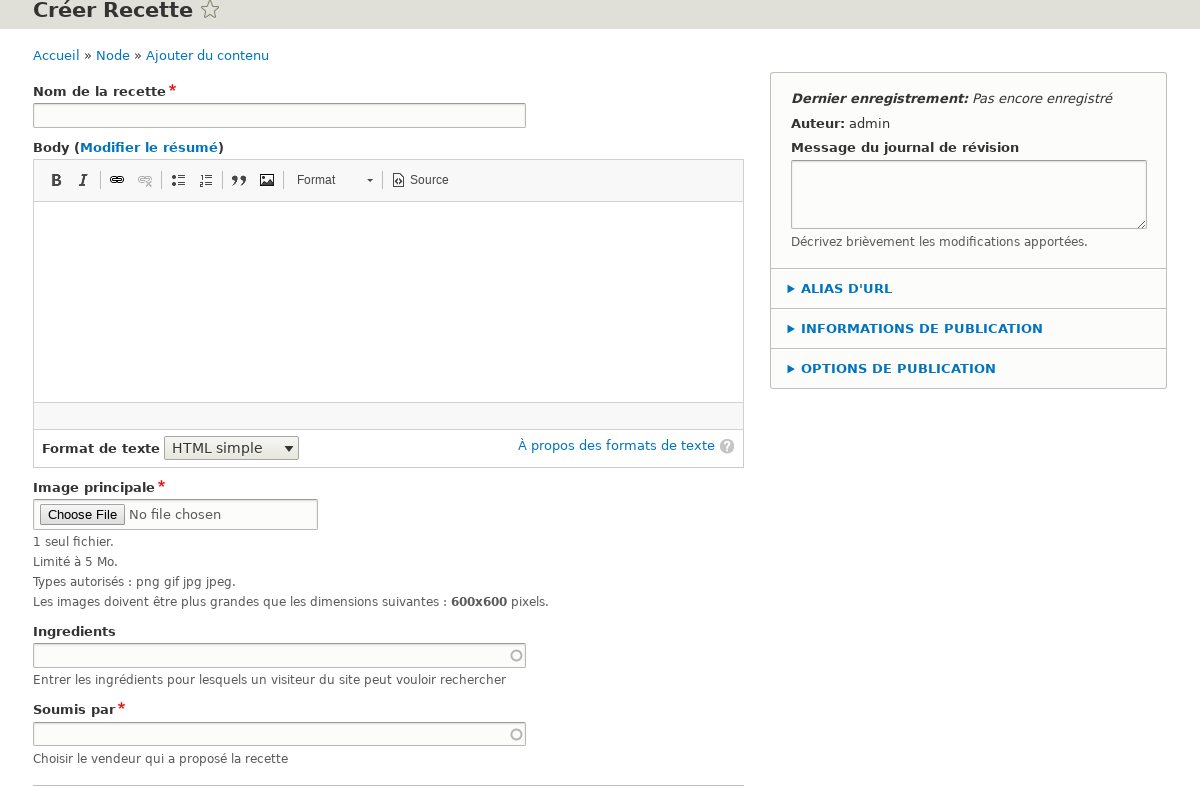 Créer Recette
Accueil » Node » Ajouter du contenu
Nom de la recette*
Body (Modifier le résumé)
B I Format Source
Format de texte HTML simple
À propos des formats de texte ?
Image principale*
Choose File No file chosen
1 seul fichier.
Limité à 5 Mo.
Types autorisés : png gif jpg jpeg.
Les images doivent être plus grandes que les dimensions suivantes : 600x600 pixels.
Ingredients
Entrer les ingrédients pour lesquels un visiteur du site peut vouloir rechercher
Soumis par*
Choisir le vendeur qui a proposé la recette
Dernier enregistrement: Pas encore enregistré
Auteur: admin
Message du journal de révision
Décrivez brièvement les modifications apportées.
ALIAS D'URL
INFORMATIONS DE PUBLICATION
OPTIONS DE PUBLICATION